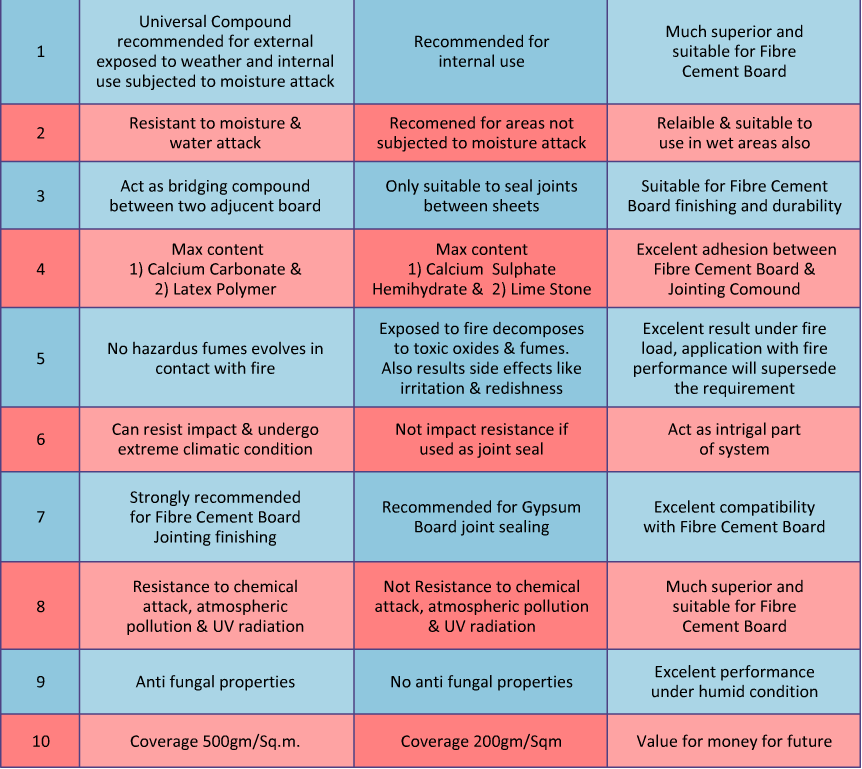 1
Universal Compound
recommended for external
exposed to weather and internal
use subjected to moisture attack
Recommended for
internal use
Much superior and
suitable for Fibre
Cement Board
2
Resistant to moisture &
water attack
Recomened for areas not
subjected to moisture attack
Relaible & suitable to
use in wet areas also
3
Act as bridging compound
between two adjucent board
Only suitable to seal joints
between sheets
Suitable for Fibre Cement
Board finishing and durability
4
Max content
1) Calcium Carbonate &
2) Latex Polymer
Max content
1) Calcium Sulphate
Hemihydrate & 2) Lime Stone
Excelent adhesion between
Fibre Cement Board &
Jointing Comound
5
No hazardus fumes evolves in
contact with fire
Exposed to fire decomposes
to toxic oxides & fumes.
Also results side effects like
irritation & redishness
Excelent result under fire
load, application with fire
performance will supersede
the requirement
6
Can resist impact & undergo
extreme climatic condition
Not impact resistance if
used as joint seal
Act as intrigal part
of system
7
Strongly recommended
for Fibre Cement Board
Jointing finishing
Recommended for Gypsum
Board joint sealing
Excelent compatibility
with Fibre Cement Board
8
Resistance to chemical
attack, atmospheric
pollution & UV radiation
Not Resistance to chemical
attack, atmospheric pollution
& UV radiation
Much superior and
suitable for Fibre
Cement Board
9
Anti fungal properties
No anti fungal properties
Excelent performance
under humid condition
10
Coverage 500gm/Sq.m.
Coverage 200gm/Sqm
Value for money for future